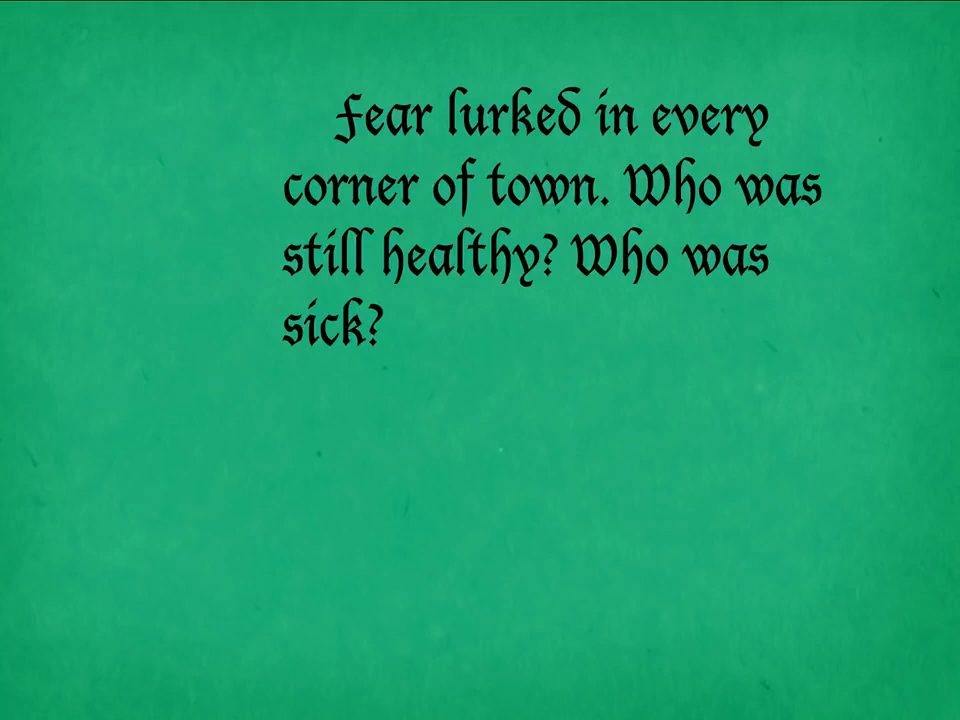 Fear lurked in every
corner of town. Who was
still healthy? Who was
sick?